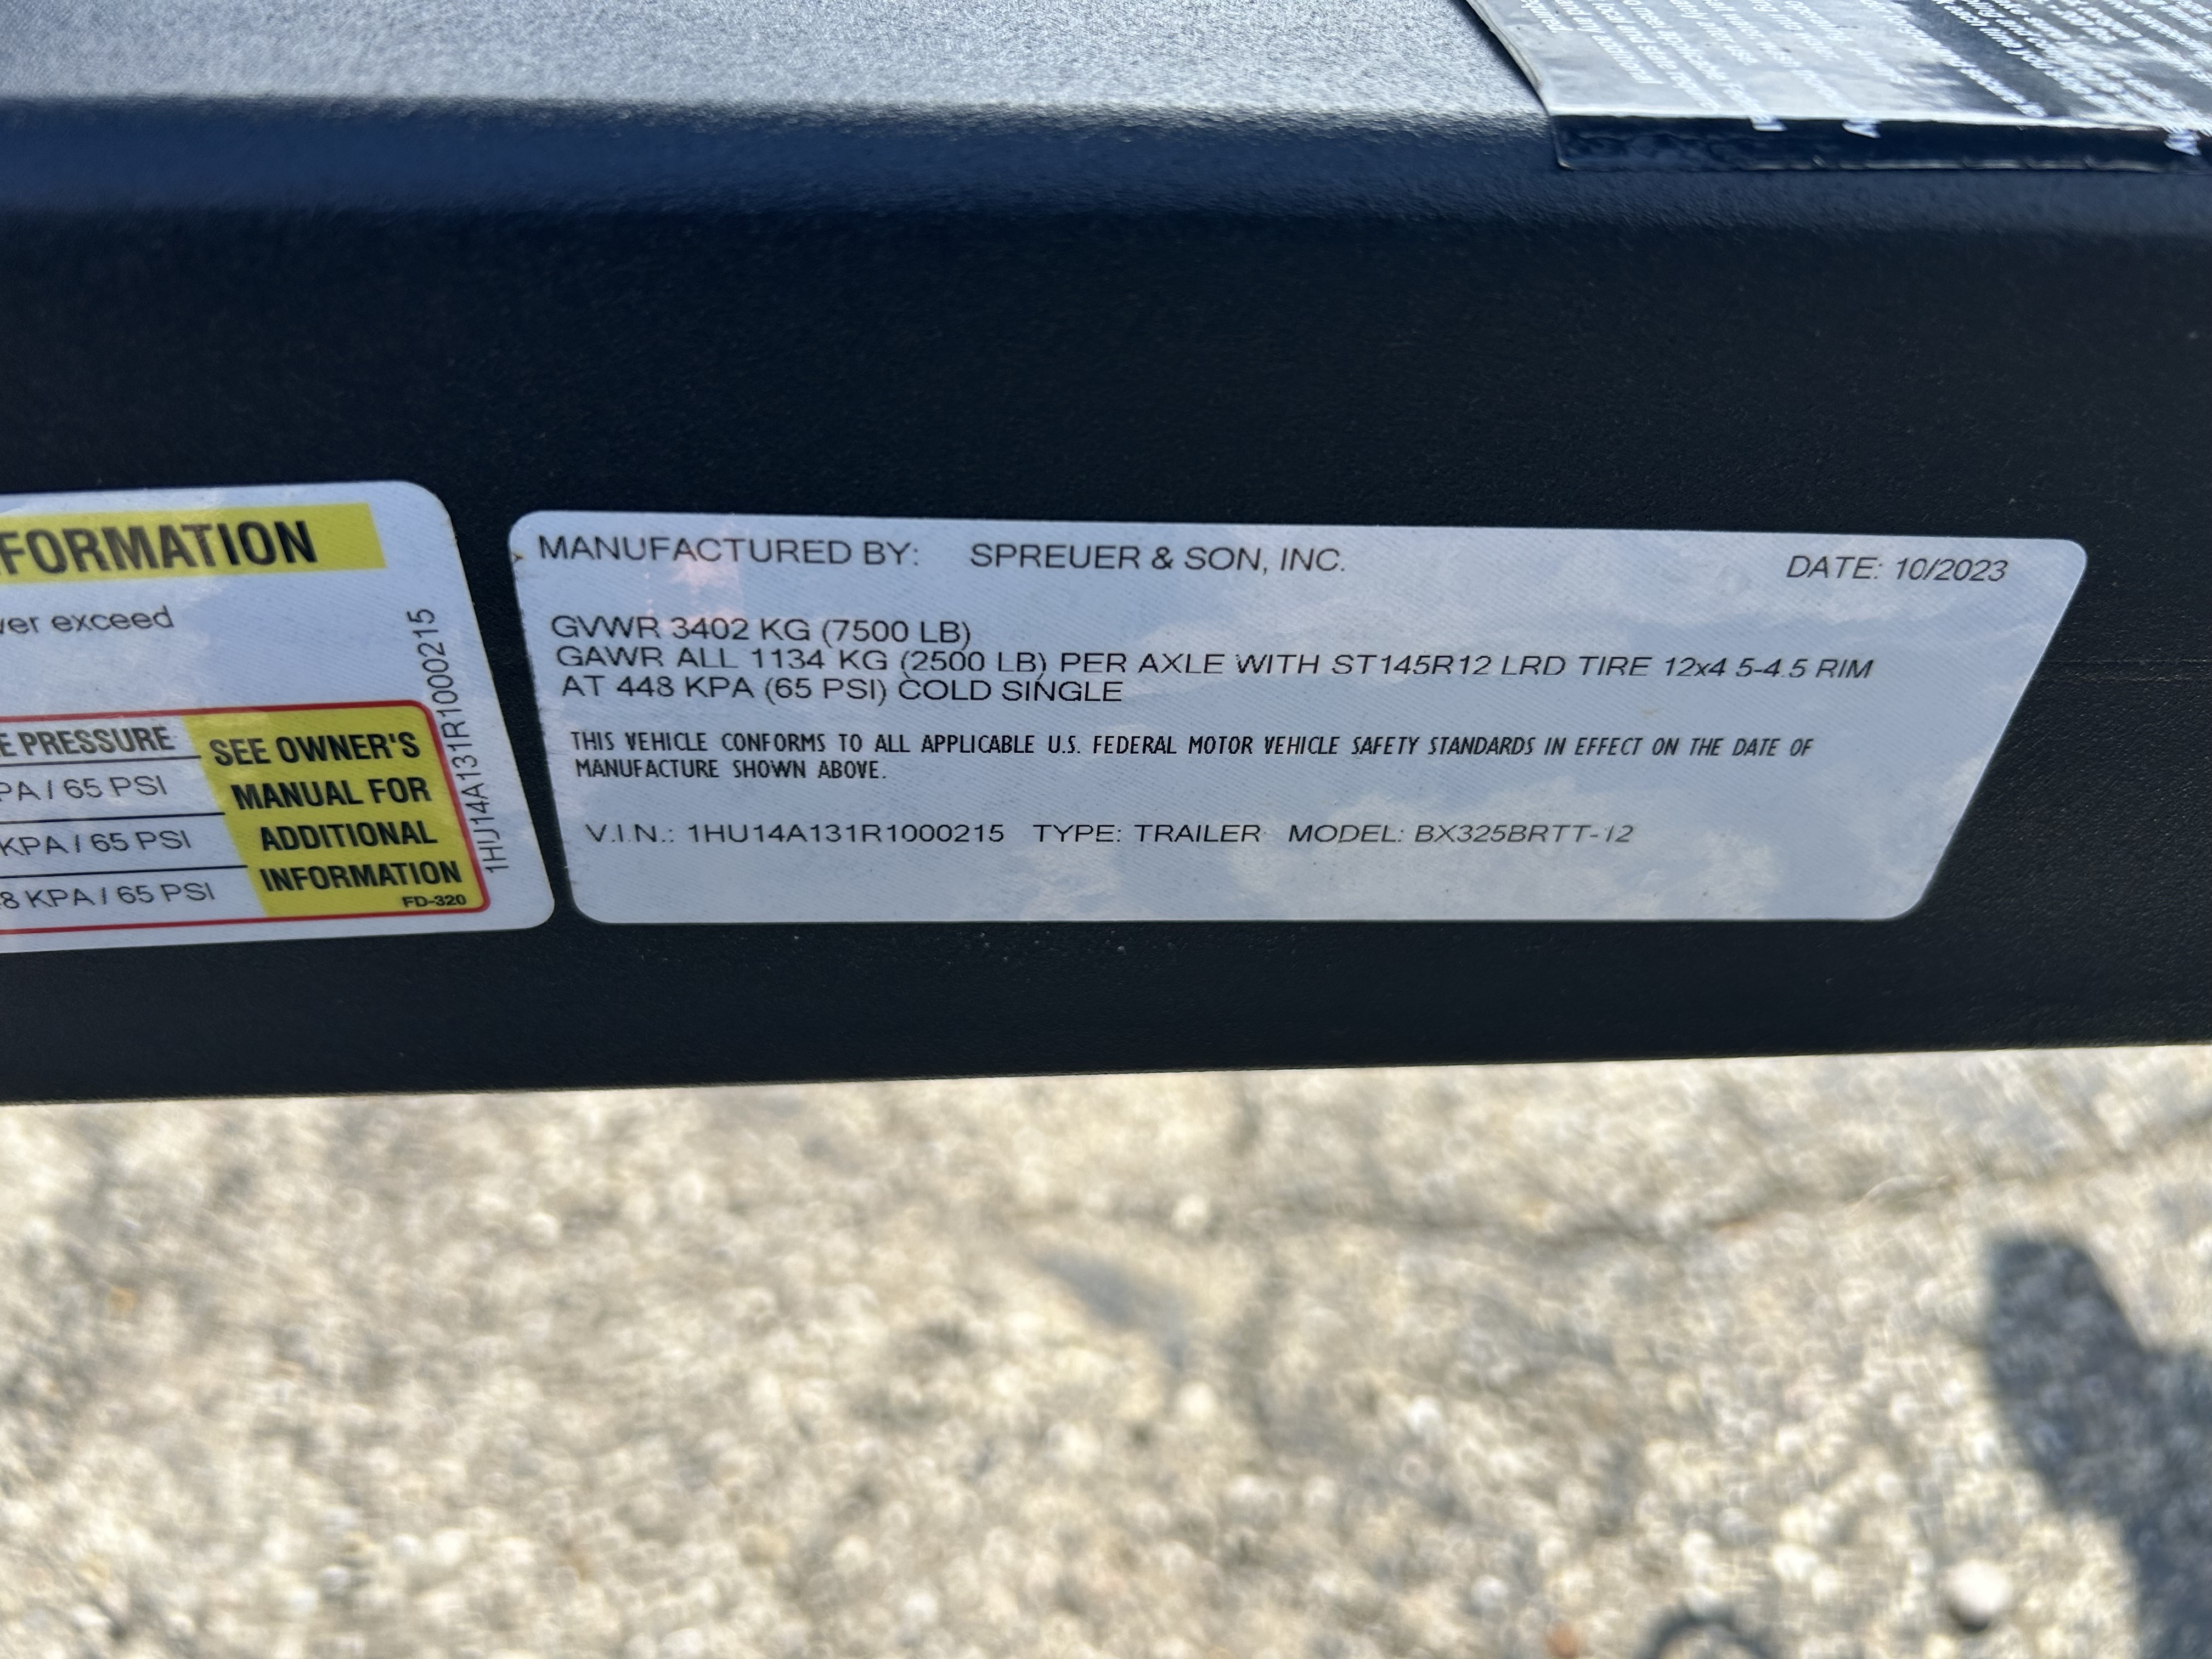 FORMATION
ver exceed
E PRESSURE
PA / 65 PSI
KPA / 65 PSI
8 KPA / 65 PSI
SEE OWNER'S
MANUAL FOR
ADDITIONAL
INFORMATION
FD-320
1HU14A131R1000215
MANUFACTURED BY: SPREUER & SON, INC. DATE: 10/2023
GVWR 3402 KG (7500 LB)
GAWR ALL 1134 KG (2500 LB) PER AXLE WITH ST145R12 LRD TIRE 12x4.5-4.5 RIM
AT 448 KPA (65 PSI) COLD SINGLE
THIS VEHICLE CONFORMS TO ALL APPLICABLE U.S. FEDERAL MOTOR VEHICLE SAFETY STANDARDS IN EFFECT ON THE DATE OF
MANUFACTURE SHOWN ABOVE.
V.I.N.: 1HU14A131R1000215 TYPE: TRAILER MODEL: BX325BRTT-12